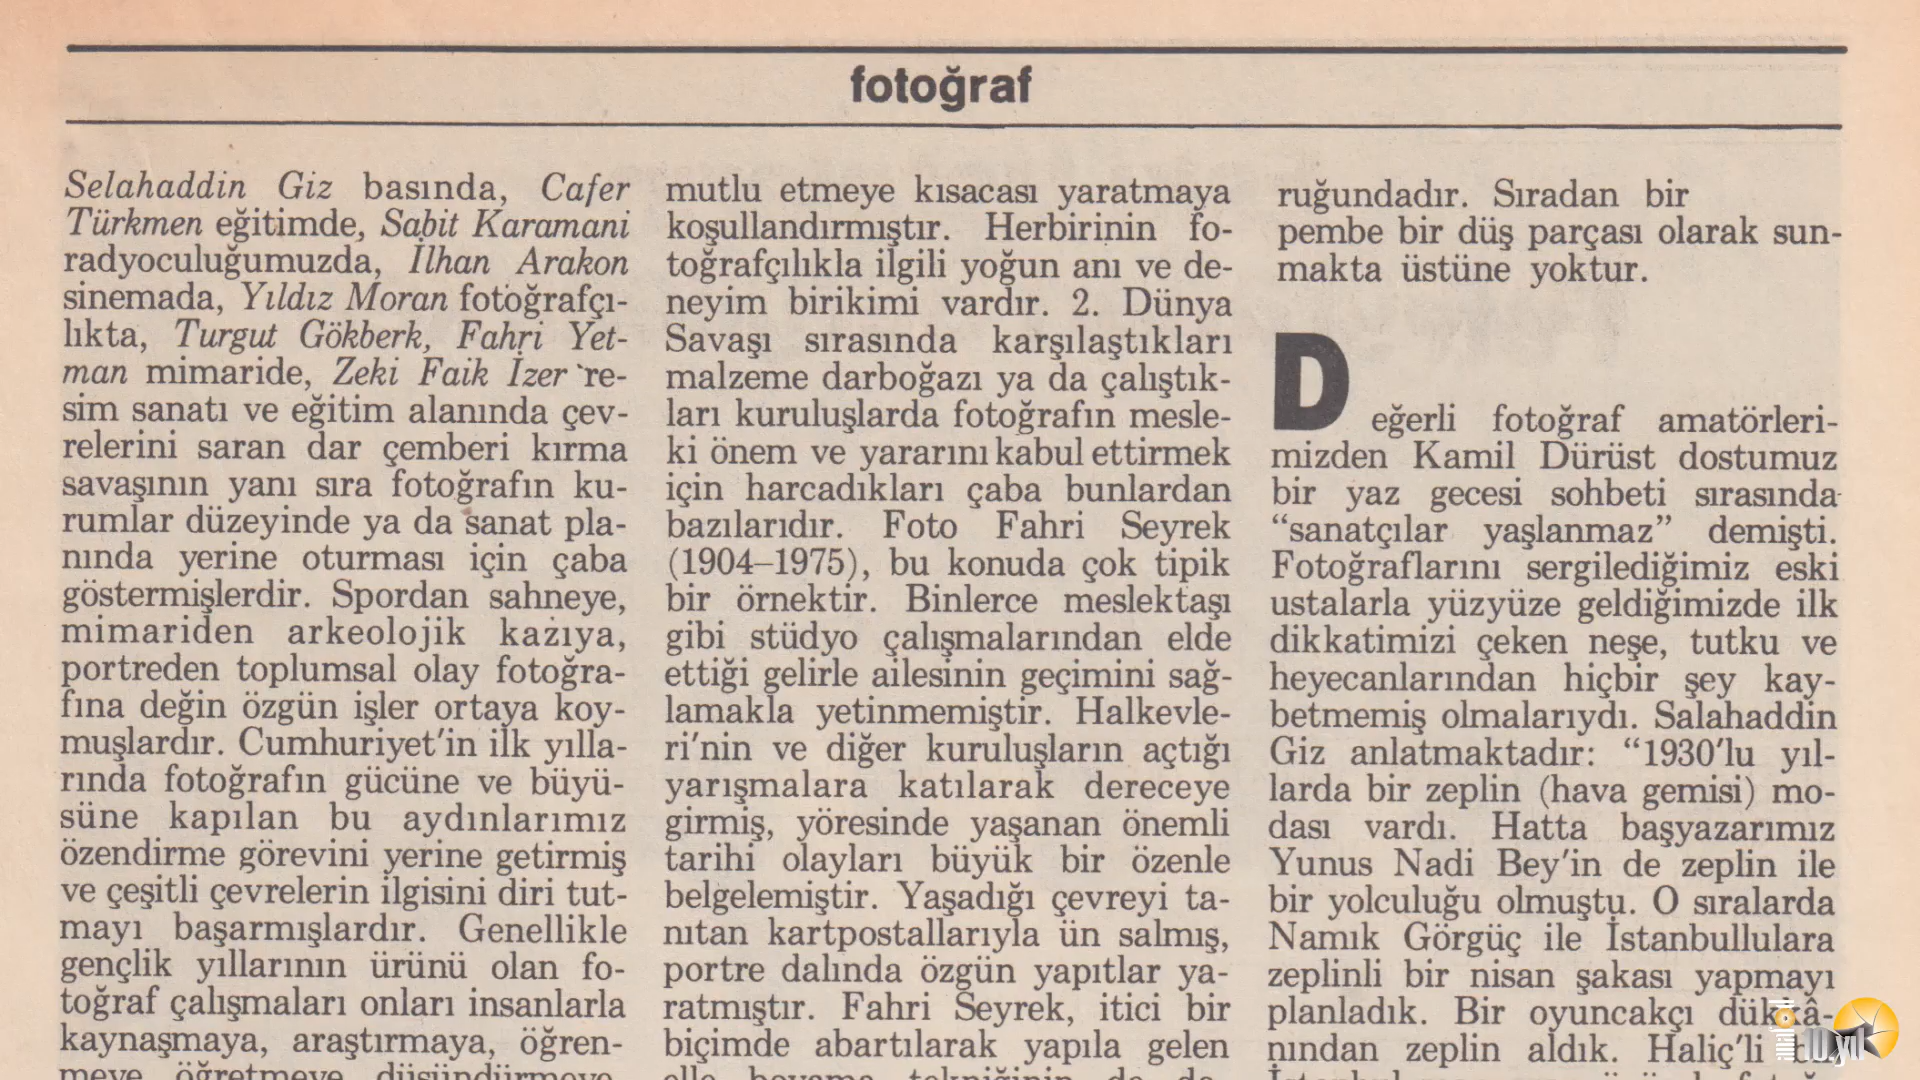 fotoğraf
Selahaddin Giz basında, Cafer
Türkmen eğitimde, Sabit Karamani
radyoculuğumuzda, İlhan Arakon
sinemada, Yıldız Moran fotoğrafçı-
lıkta, Turgut Gökberk, Fahri Yet-
man mimaride, Zeki Faik İzer re-
sim sanatı ve eğitim alanında çev-
relerini saran dar çemberi kırma
savaşının yanı sıra fotoğrafın ku-
rumlar düzeyinde ya da sanat pla-
nında yerine oturması için çaba
göstermişlerdir. Spordan sahneye,
mimariden arkeolojik kazıya,
portreden toplumsal olay fotoğra-
fına değin özgün işler ortaya koy-
muşlardır. Cumhuriyet'in ilk yılla-
rında fotoğrafın gücüne ve büyü-
süne kapılan bu aydınlarımız
özendirme görevini yerine getirmiş
ve çeşitli çevrelerin ilgisini diri tut-
mayı başarmışlardır. Genellikle
gençlik yıllarının ürünü olan fo-
toğraf çalışmaları onları insanlarla
kaynaşmaya, araştırmaya, öğren-
meye, öğretmeye, düşündürmeye,
mutlu etmeye kısacası yaratmaya
koşullandırmıştır. Herbirinin fo-
toğrafçılıkla ilgili yoğun anı ve de-
neyim birikimi vardır. 2. Dünya
Savaşı sırasında karşılaştıkları
malzeme darboğazı ya da çalıştık-
ları kuruluşlarda fotoğrafın mesle-
ki önem ve yararını kabul ettirmek
için harcadıkları çaba bunlardan
bazılarıdır. Foto Fahri Seyrek
(1904–1975), bu konuda çok tipik
bir örnektir. Binlerce meslektaşı
gibi stüdyo çalışmalarından elde
ettiği gelirle ailesinin geçimini sağ-
lamakla yetinmemiştir. Halkevle-
ri'nin ve diğer kuruluşların açtığı
yarışmalara katılarak dereceye
girmiş, yöresinde yaşanan önemli
tarihi olayları büyük bir özenle
belgelemiştir. Yaşadığı çevreyi ta-
nıtan kartpostallarıyla ün salmış,
portre dalında özgün yapıtlar ya-
ratmıştır. Fahri Seyrek, itici bir
biçimde abartılarak yapıla gelen
elle boyama tekniğinin de
ruğundadır. Sıradan bir
pembe bir düş parçası olarak sun-
makta üstüne yoktur.
Değerli fotoğraf amatörleri-
mizden Kamil Dürüst dostumuz
bir yaz gecesi sohbeti sırasında
“sanatçılar yaşlanmaz” demişti.
Fotoğraflarını sergilediğimiz eski
ustalarla yüzyüze geldiğimizde ilk
dikkatimizi çeken neşe, tutku ve
heyecanlarından hiçbir şey kay-
betmemiş olmalarıydı. Salahaddin
Giz anlatmaktadır: “1930'lu yıl-
larda bir zeplin (hava gemisi) mo-
dası vardı. Hatta başyazarımız
Yunus Nadi Bey'in de zeplin ile
bir yolculuğu olmuştu. O sıralarda
Namık Görgüç ile İstanbullulara
zeplinli bir nisan şakası yapmayı
planladık. Bir oyuncakçı dükkâ-
nından zeplin aldık. Haliç'li
10.yıl